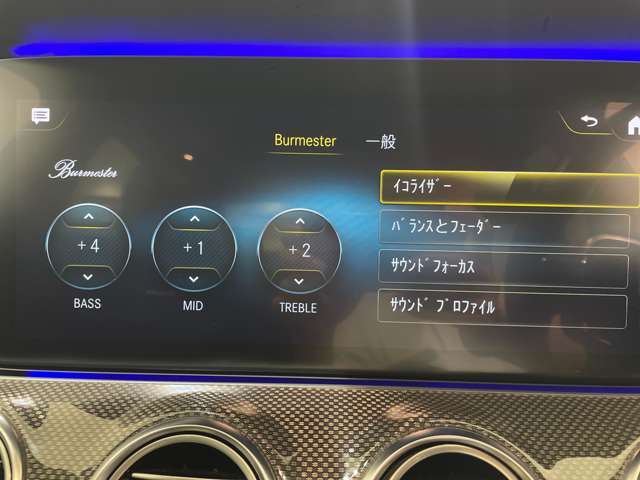 Burmester 一般
Burmester
ｲｺﾗｲｻﾞｰ
+4
+1
+2
ﾊﾞﾗﾝｽとﾌｪｰﾀﾞｰ
ｻｳﾝﾄﾞﾌｫｰｶｽ
BASS
MID
TREBLE
ｻｳﾝﾄﾞ ﾌﾟﾛﾌｧｲﾙ